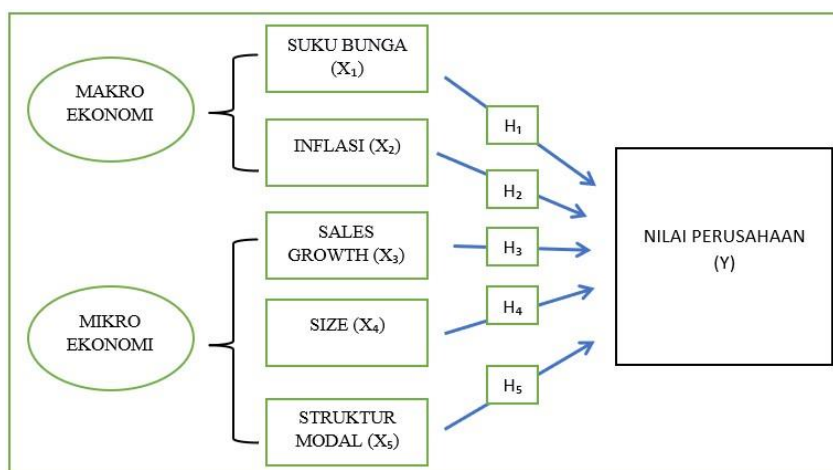 MAKRO
EKONOMI
SUKU BUNGA
(X₁)
INFLASI (X₂)
MIKRO
EKONOMI
SALES
GROWTH (X₃)
SIZE (X₄)
STRUKTUR
MODAL (X₅)
H₁
H₂
H₃
H₄
H₅
NILAI PERUSAHAAN
(Y)